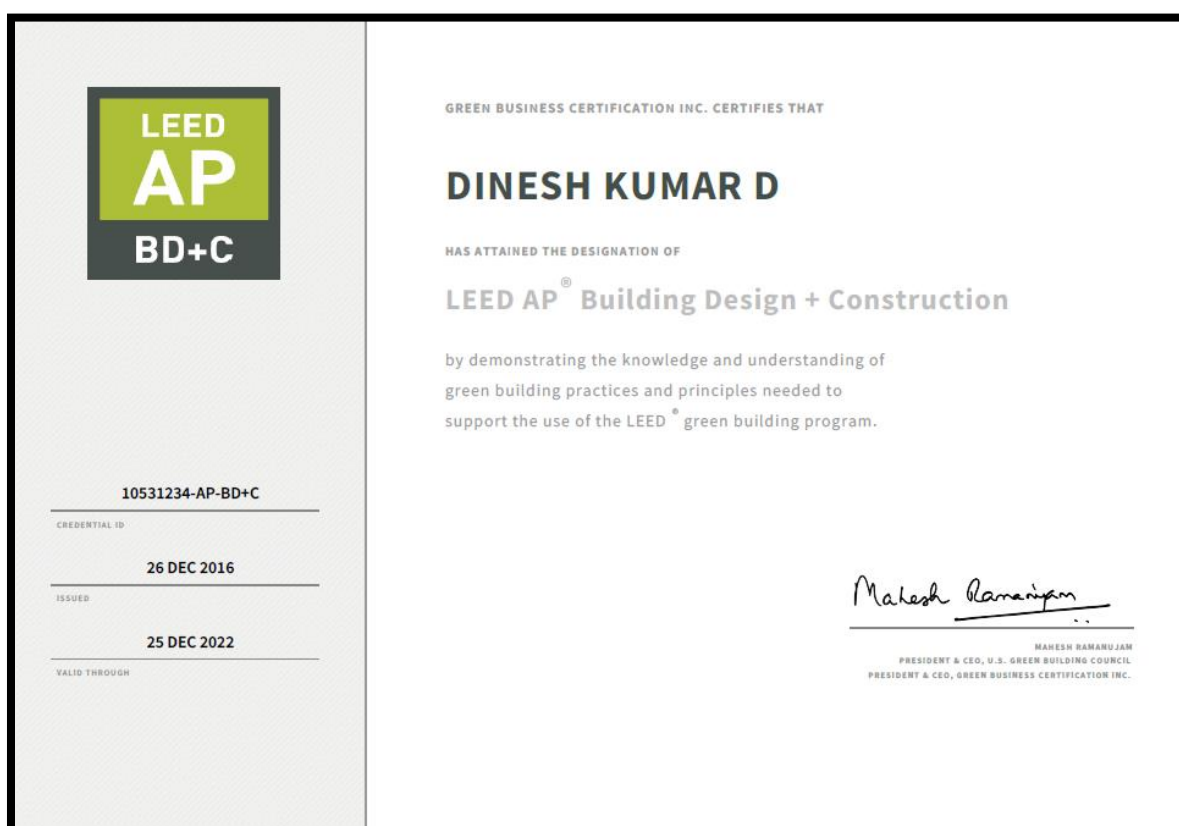 LEED
AP
BD+C
10531234-AP-BD+C
CREDENTIAL ID
26 DEC 2016
ISSUED
25 DEC 2022
VALID THROUGH
GREEN BUSINESS CERTIFICATION INC. CERTIFIES THAT
DINESH KUMAR D
HAS ATTAINED THE DESIGNATION OF
LEED AP® Building Design + Construction
by demonstrating the knowledge and understanding of
green building practices and principles needed to
support the use of the LEED ® green building program.
Mahesh Ramanujam
MAHESH RAMANUJAM
PRESIDENT & CEO, U.S. GREEN BUILDING COUNCIL
PRESIDENT & CEO, GREEN BUSINESS CERTIFICATION INC.